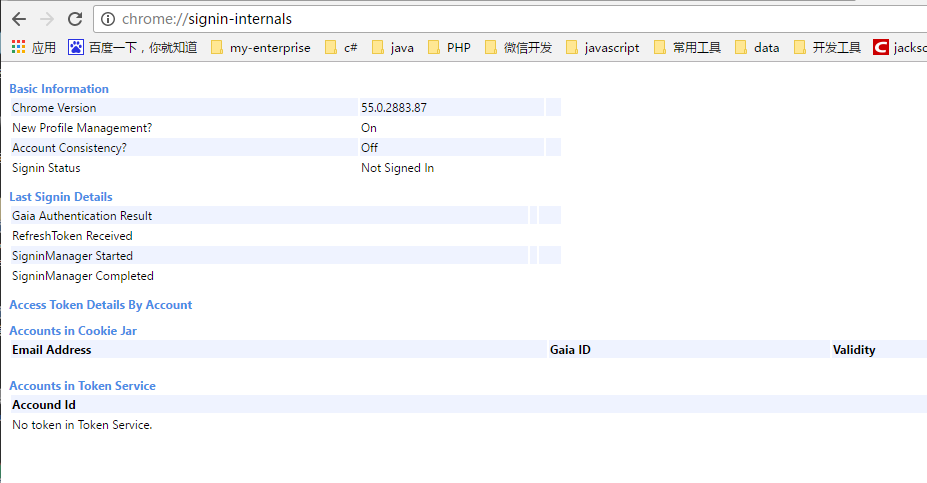 chrome://signin-internals
应用 百度一下，你就知道 my-enterprise c# java PHP 微信开发 javascript 常用工具 data 开发工具 C jackso
Basic Information
Chrome Version 55.0.2883.87
New Profile Management? On
Account Consistency? Off
Signin Status Not Signed In
Last Signin Details
Gaia Authentication Result
RefreshToken Received
SigninManager Started
SigninManager Completed
Access Token Details By Account
Accounts in Cookie Jar
Email Address Gaia ID Validity
Accounts in Token Service
Accound Id
No token in Token Service.